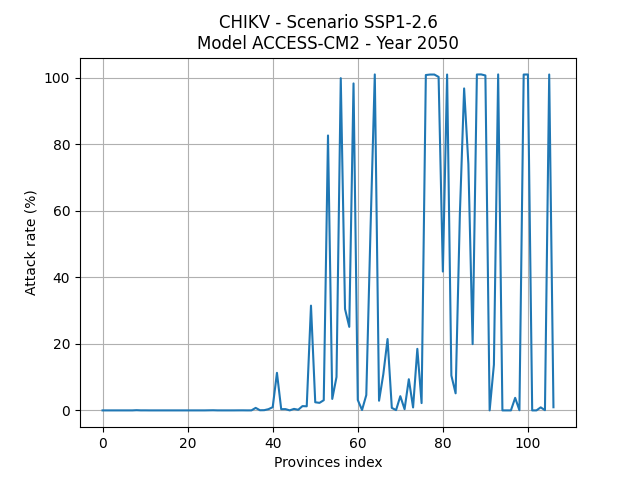 CHIKV - Scenario SSP1-2.6
Model ACCESS-CM2 - Year 2050
100
80
60
40
20
0
Attack rate (%)
0 20 40 60 80 100
Provinces index